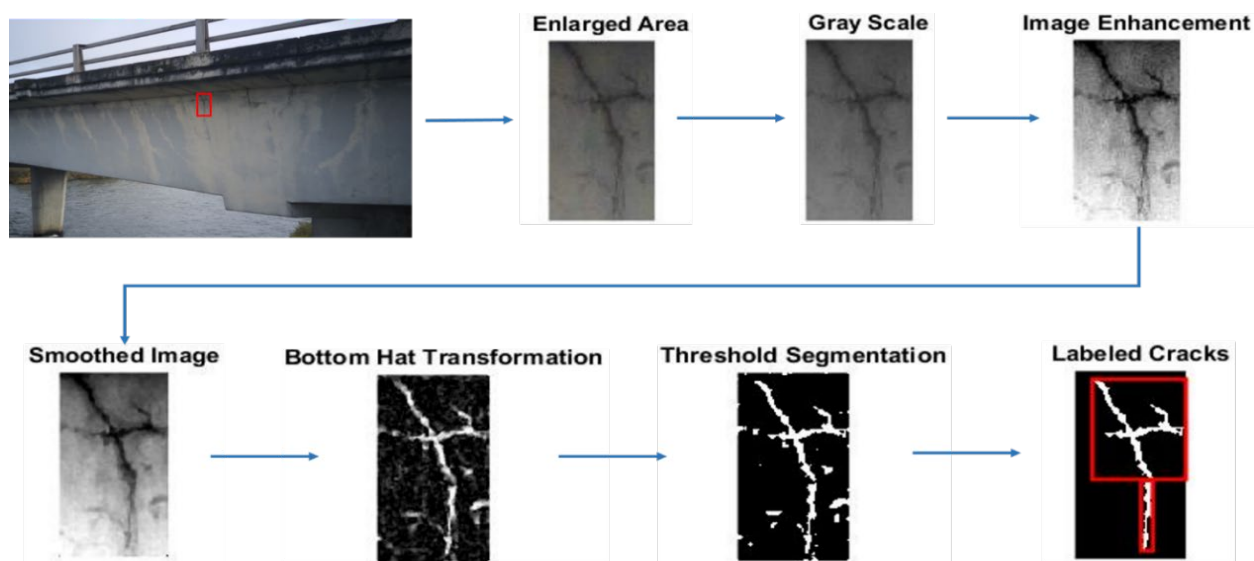 Enlarged Area
Gray Scale
Image Enhancement
Smoothed Image
Bottom Hat Transformation
Threshold Segmentation
Labeled Cracks